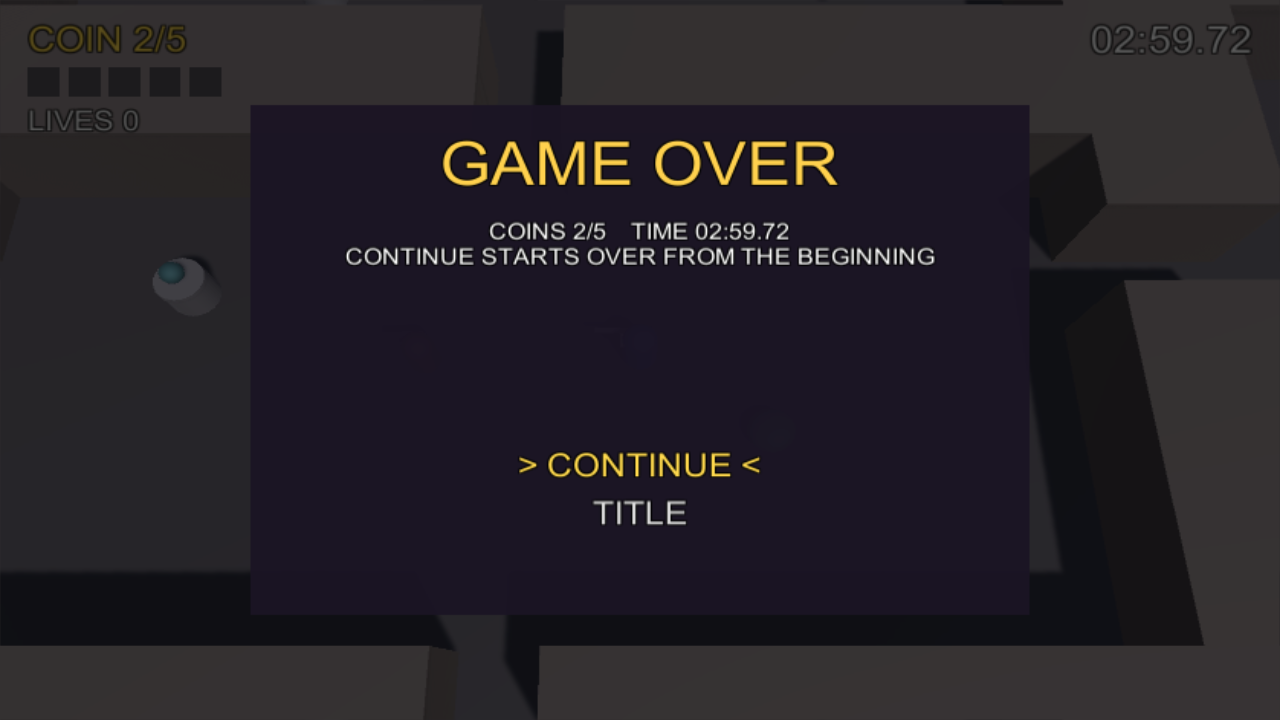 COIN 2/5
02:59.72
LIVES 0
GAME OVER
COINS 2/5 TIME 02:59.72
CONTINUE STARTS OVER FROM THE BEGINNING
> CONTINUE <
TITLE